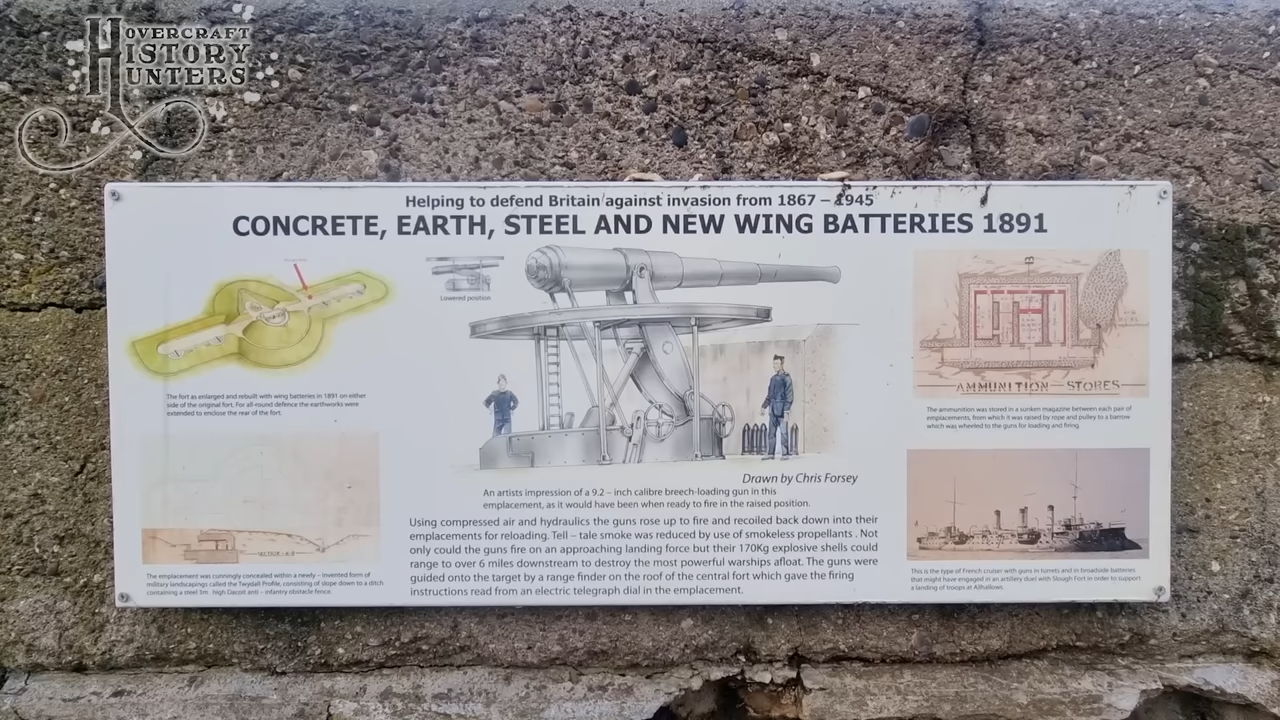 HOVERCRAFT
HISTORY
HUNTERS
Helping to defend Britain against invasion from 1867 – 1945
CONCRETE, EARTH, STEEL AND NEW WING BATTERIES 1891
Lowered position
The fort as enlarged and rebuilt with wing batteries in 1891 on either
side of the original fort. For all-round defence the earthworks were
extended to enclose the rear of the fort.
SECTION
The emplacement was cunningly concealed within a newly – invented form of
military landscapings called the Twydall Profile, consisting of slope down to a ditch
containing a steel 3m high Dacoit anti – infantry obstacle fence.
Drawn by Chris Forsey
An artists impression of a 9.2 – inch calibre breech-loading gun in this
emplacement, as it would have been when ready to fire in the raised position.
Using compressed air and hydraulics the guns rose up to fire and recoiled back down into their
emplacements for reloading. Tell – tale smoke was reduced by use of smokeless propellants . Not
only could the guns fire on an approaching landing force but their 170Kg explosive shells could
range to over 6 miles downstream to destroy the most powerful warships afloat. The guns were
guided onto the target by a range finder on the roof of the central fort which gave the firing
instructions read from an electric telegraph dial in the emplacement.
AMMUNITION STORES
The ammunition was stored in a sunken magazine between each pair of
emplacements, from which it was raised by rope and pulley to a barrow
which was wheeled to the guns for loading and firing.
This is the type of French cruiser with guns in turrets and in broadside batteries
that might have engaged in an artillery duel with Slough Fort in order to support
a landing of troops at Allhallows.